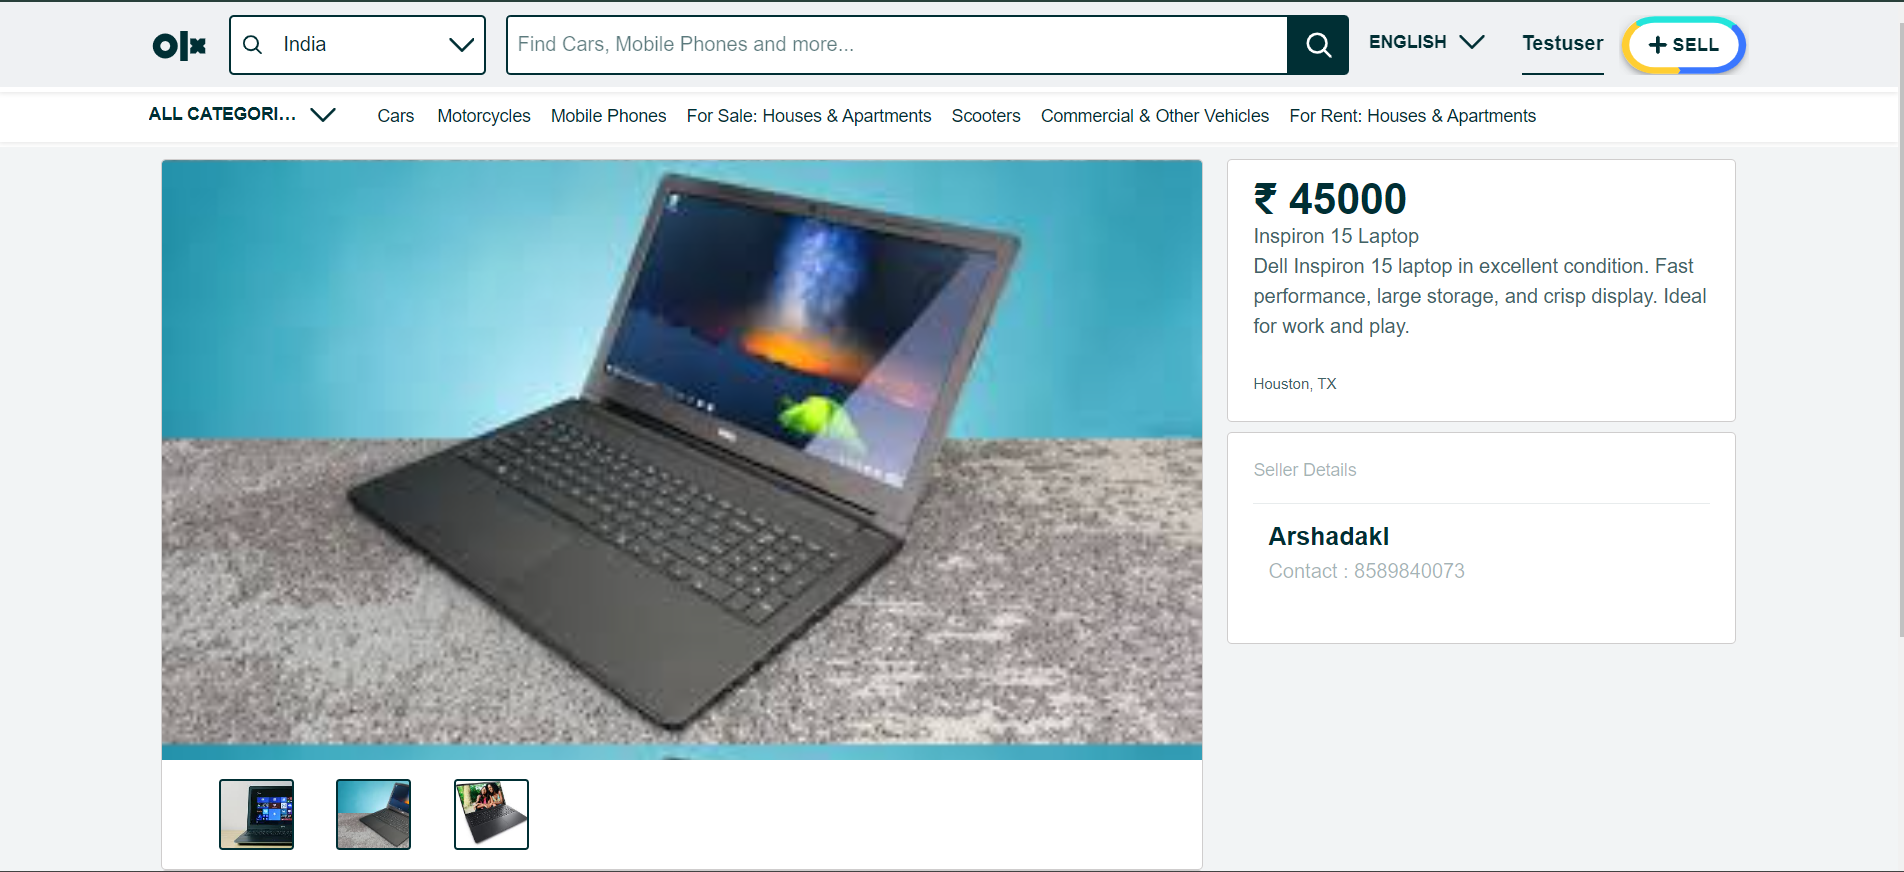 olx
India
Find Cars, Mobile Phones and more...
ENGLISH
Testuser
+ SELL
ALL CATEGORI...
Cars
Motorcycles
Mobile Phones
For Sale: Houses & Apartments
Scooters
Commercial & Other Vehicles
For Rent: Houses & Apartments
₹ 45000
Inspiron 15 Laptop
Dell Inspiron 15 laptop in excellent condition. Fast
performance, large storage, and crisp display. Ideal
for work and play.
Houston, TX
Seller Details
Arshadakl
Contact : 8589840073